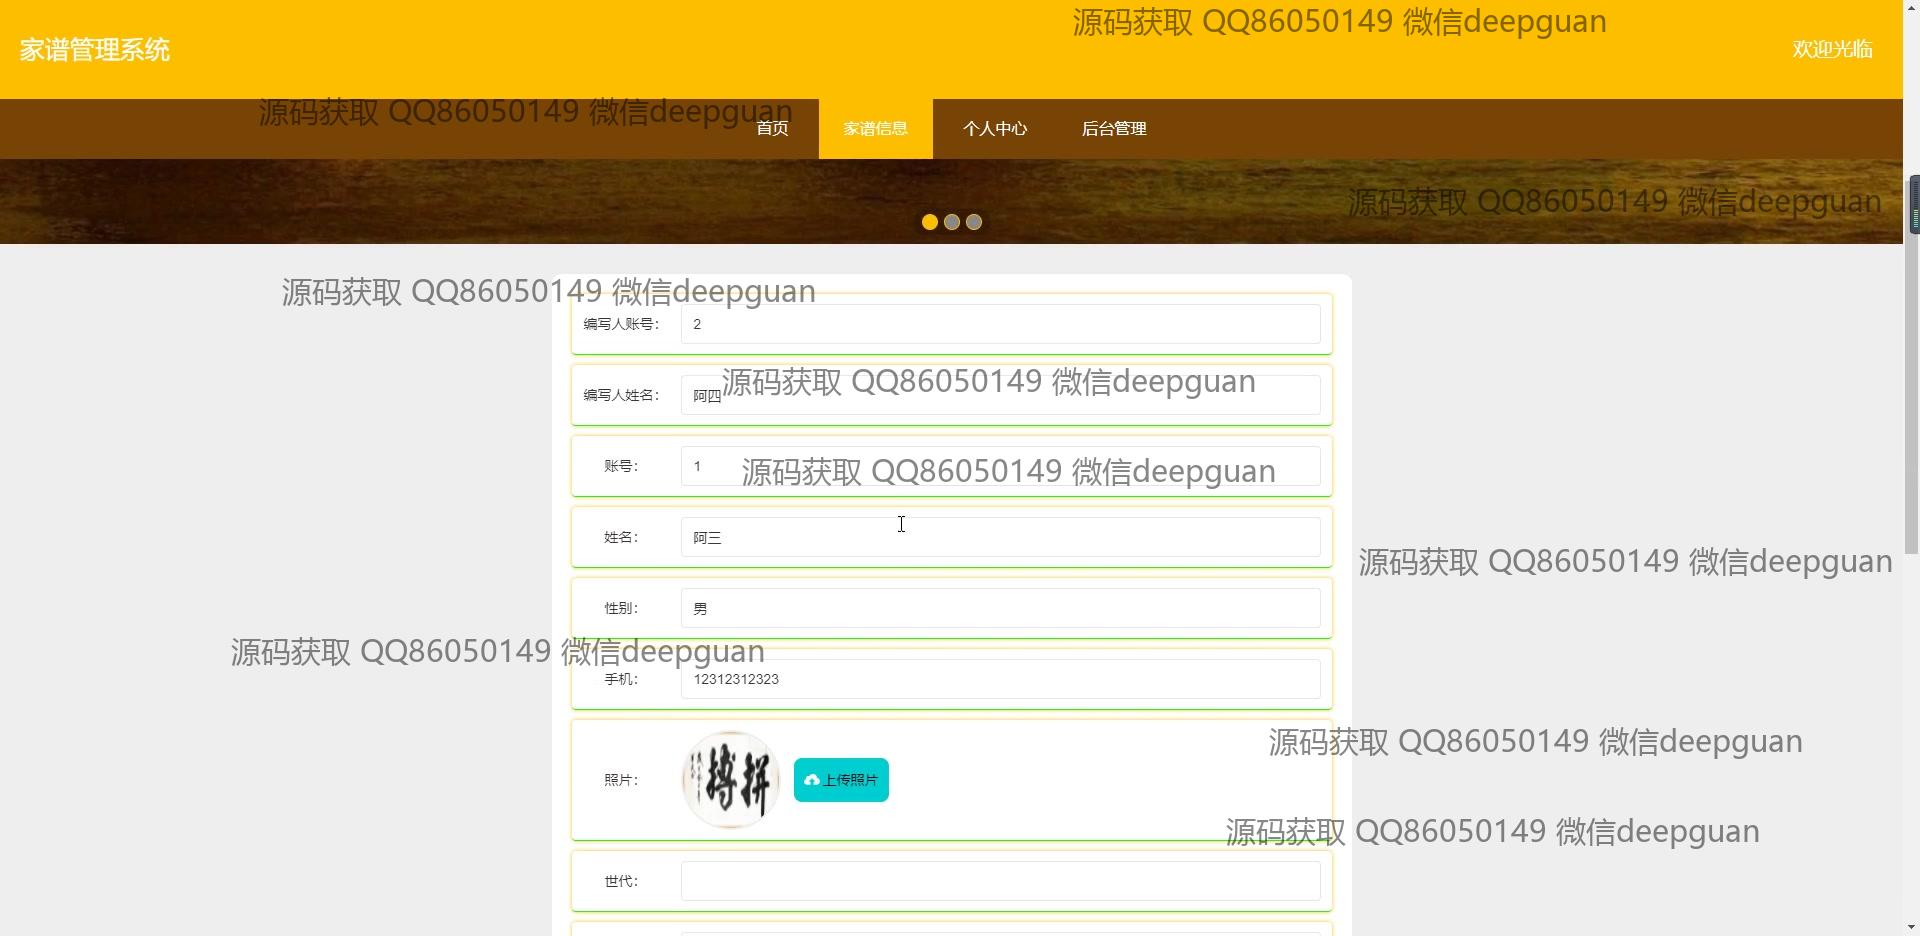 源码获取 QQ86050149 微信deepguan
家谱管理系统
欢迎光临
源码获取 QQ86050149 微信deepguan
首页 家谱信息 个人中心 后台管理
源码获取 QQ86050149 微信deepguan
源码获取 QQ86050149 微信deepguan
编写人账号： 2
源码获取 QQ86050149 微信deepguan
编写人姓名： 阿四
账号： 1
源码获取 QQ86050149 微信deepguan
姓名： 阿三
源码获取 QQ86050149 微信deepguan
性别： 男
源码获取 QQ86050149 微信deepguan
手机： 12312312323
源码获取 QQ86050149 微信deepguan
照片： 拼搏 上传照片
源码获取 QQ86050149 微信deepguan
世代：